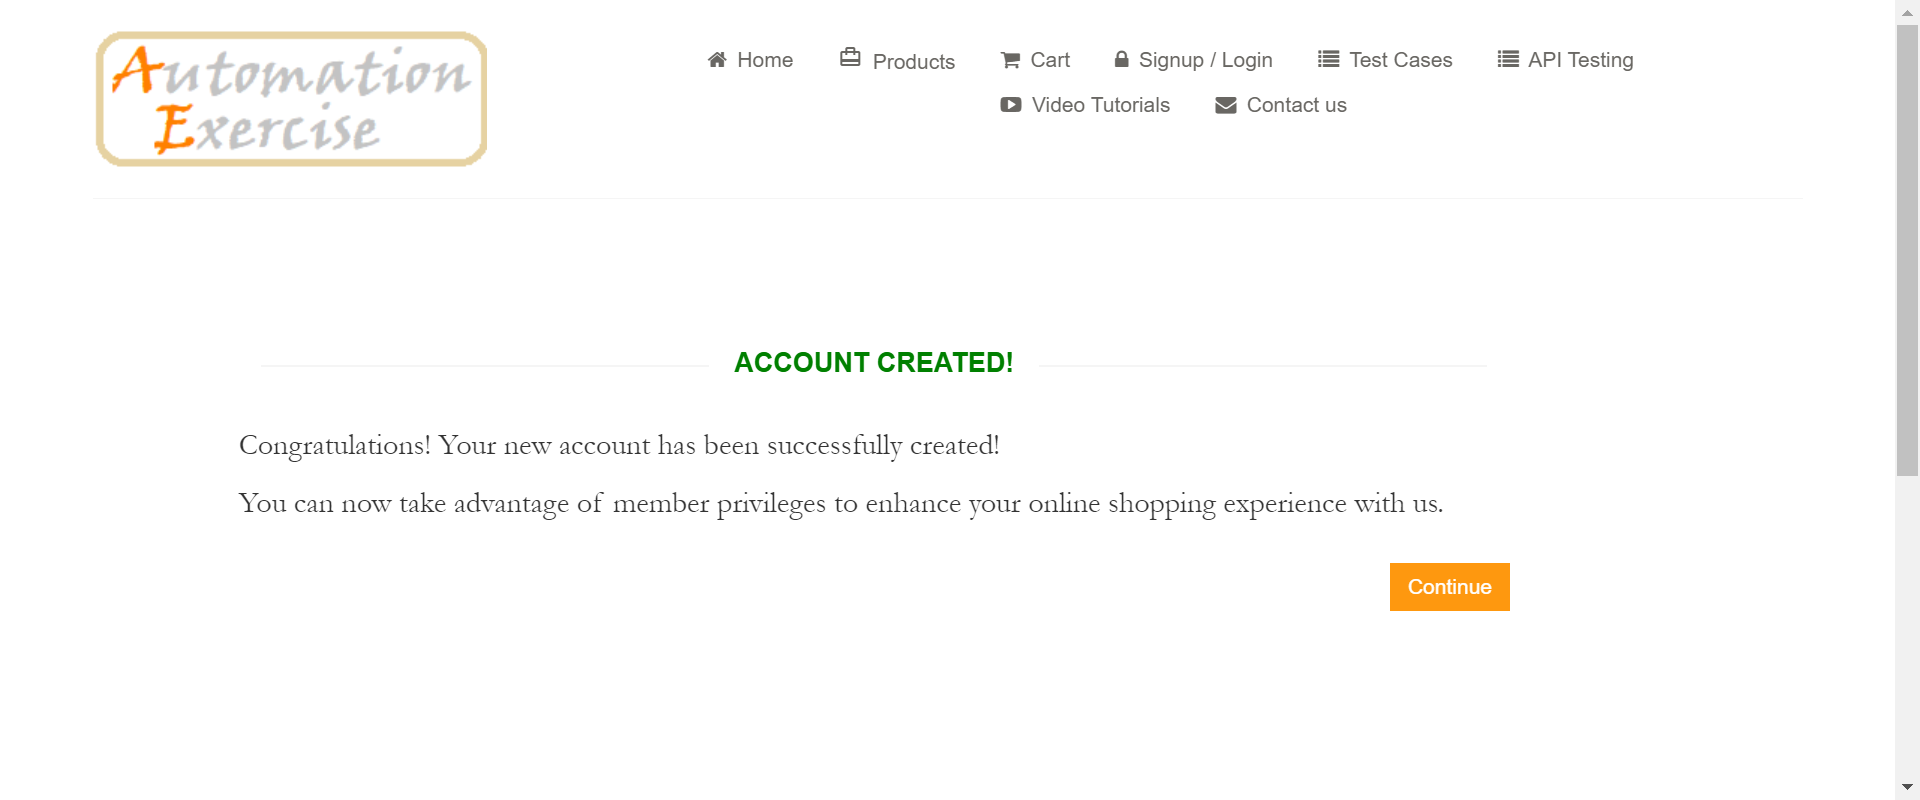 Automation
Exercise
Home Products Cart Signup / Login Test Cases API Testing
Video Tutorials Contact us
ACCOUNT CREATED!
Congratulations! Your new account has been successfully created!
You can now take advantage of member privileges to enhance your online shopping experience with us.
Continue